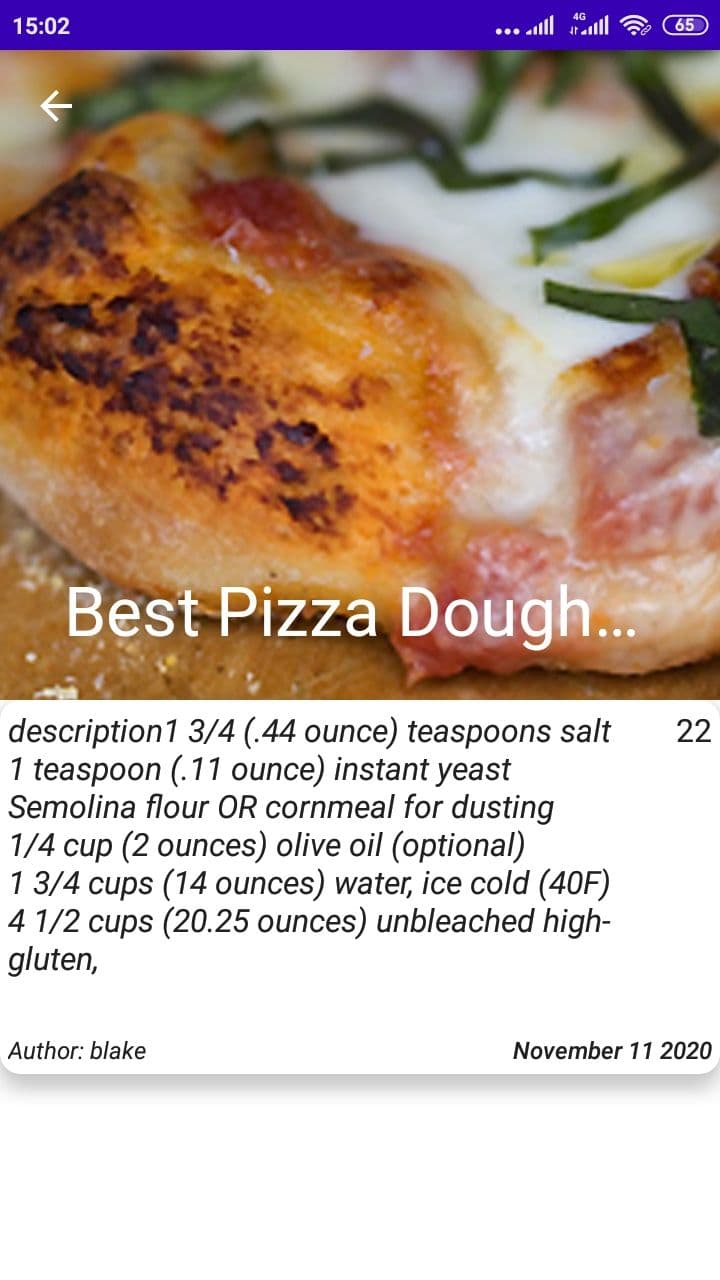 15:02
4G
65
Best Pizza Dough...
description1 3/4 (.44 ounce) teaspoons salt 22
1 teaspoon (.11 ounce) instant yeast
Semolina flour OR cornmeal for dusting
1/4 cup (2 ounces) olive oil (optional)
1 3/4 cups (14 ounces) water, ice cold (40F)
4 1/2 cups (20.25 ounces) unbleached high-
gluten,
Author: blake
November 11 2020